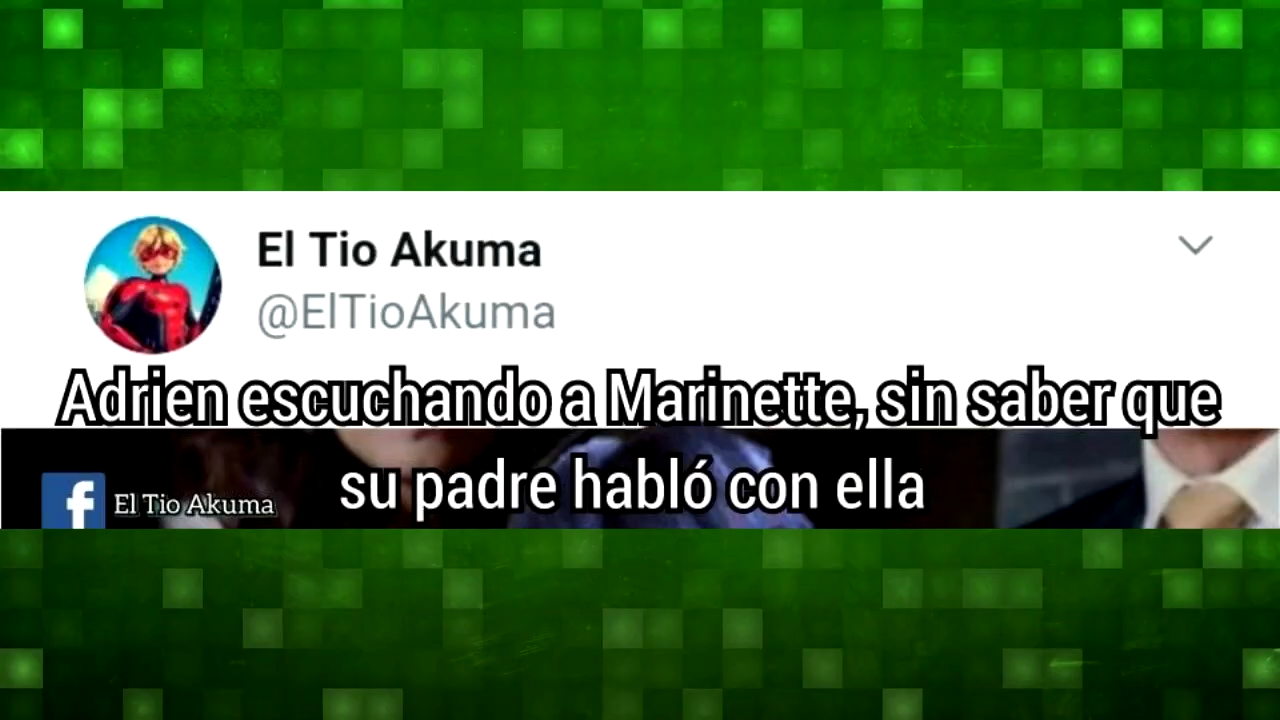 El Tio Akuma
@ElTioAkuma
Adrien escuchando a Marinette, sin saber que
su padre habló con ella
f El Tio Akuma